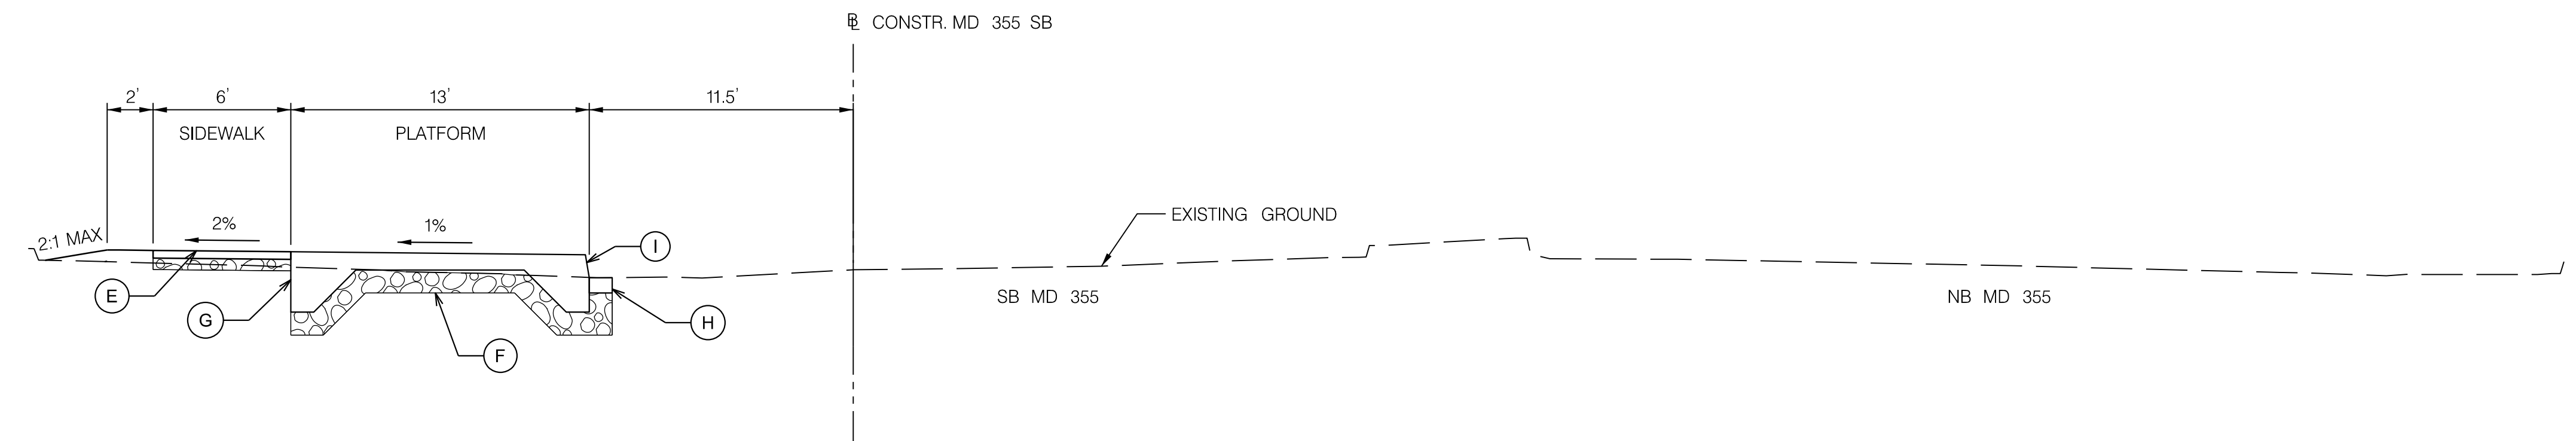 ℄ CONSTR. MD 355 SB
2' 6' 13' 11.5'
SIDEWALK PLATFORM
2:1 MAX 2% 1% I EXISTING GROUND
E G F H SB MD 355 NB MD 355